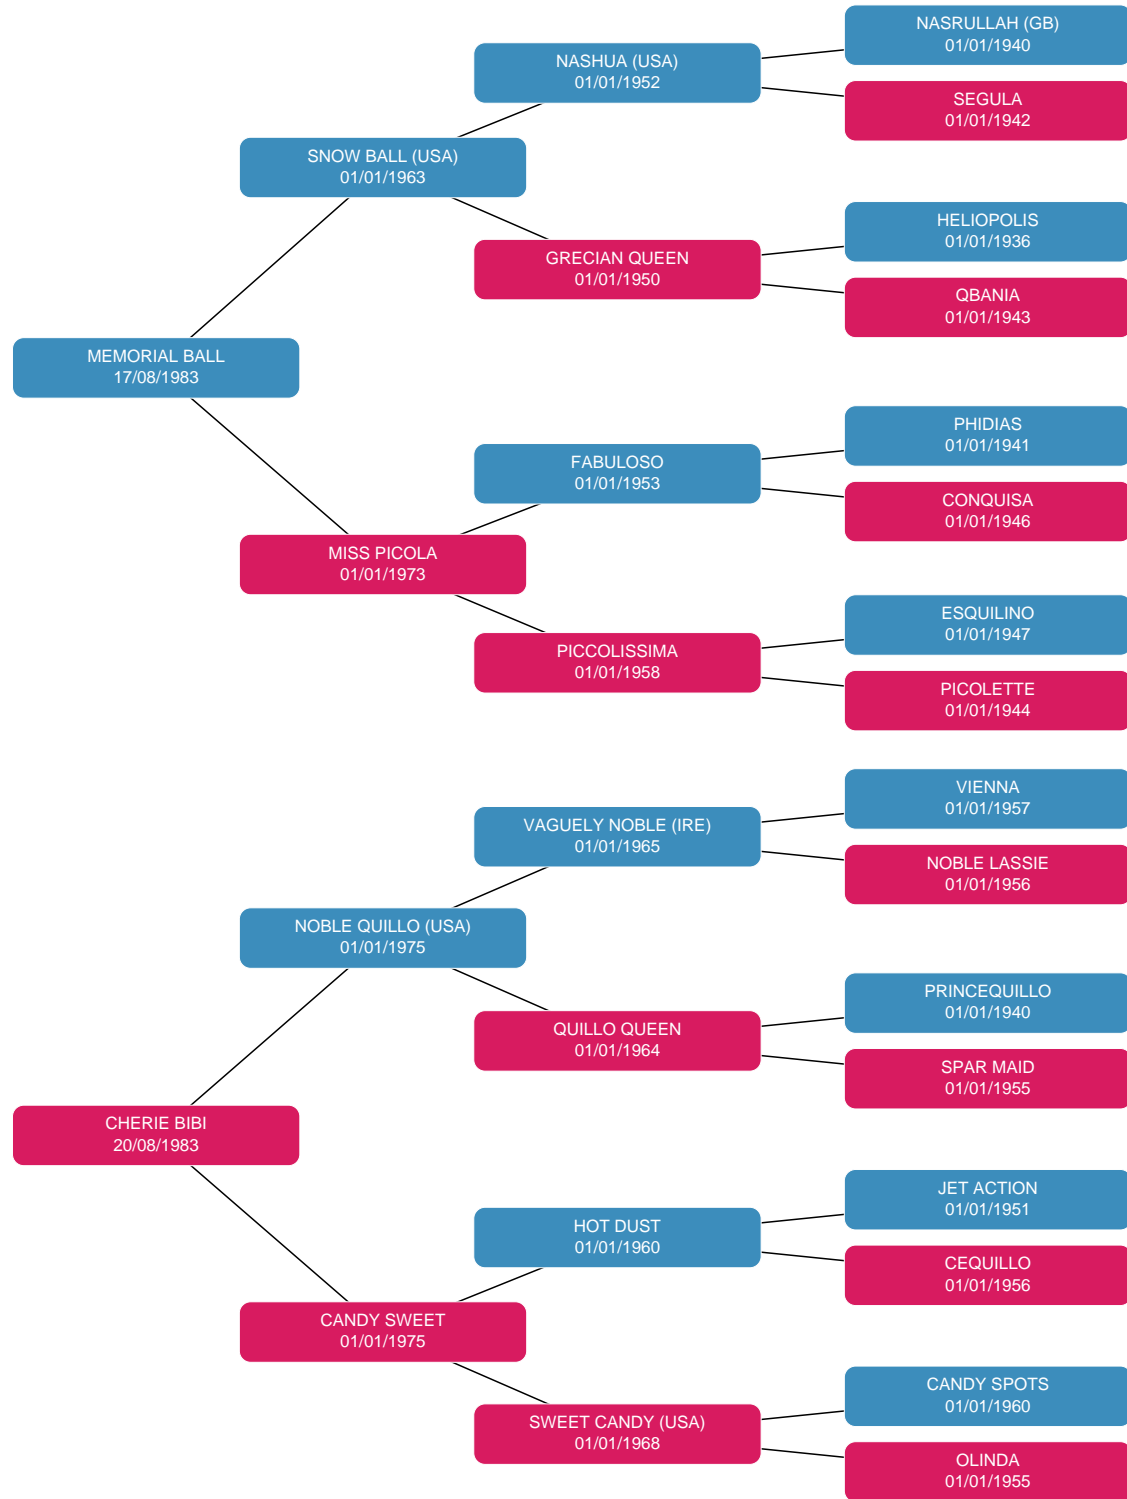 NASRULLAH (GB)
01/01/1940
NASHUA (USA)
01/01/1952
SEGULA
01/01/1942
SNOW BALL (USA)
01/01/1963
HELIOPOLIS
01/01/1936
GRECIAN QUEEN
01/01/1950
QBANIA
01/01/1943
MEMORIAL BALL
17/08/1983
PHIDIAS
01/01/1941
FABULOSO
01/01/1953
CONQUISA
01/01/1946
MISS PICOLA
01/01/1973
ESQUILINO
01/01/1947
PICCOLISSIMA
01/01/1958
PICOLETTE
01/01/1944
VIENNA
01/01/1957
VAGUELY NOBLE (IRE)
01/01/1965
NOBLE LASSIE
01/01/1956
NOBLE QUILLO (USA)
01/01/1975
PRINCEQUILLO
01/01/1940
QUILLO QUEEN
01/01/1964
SPAR MAID
01/01/1955
CHERIE BIBI
20/08/1983
JET ACTION
01/01/1951
HOT DUST
01/01/1960
CEQUILLO
01/01/1956
CANDY SWEET
01/01/1975
CANDY SPOTS
01/01/1960
SWEET CANDY (USA)
01/01/1968
OLINDA
01/01/1955